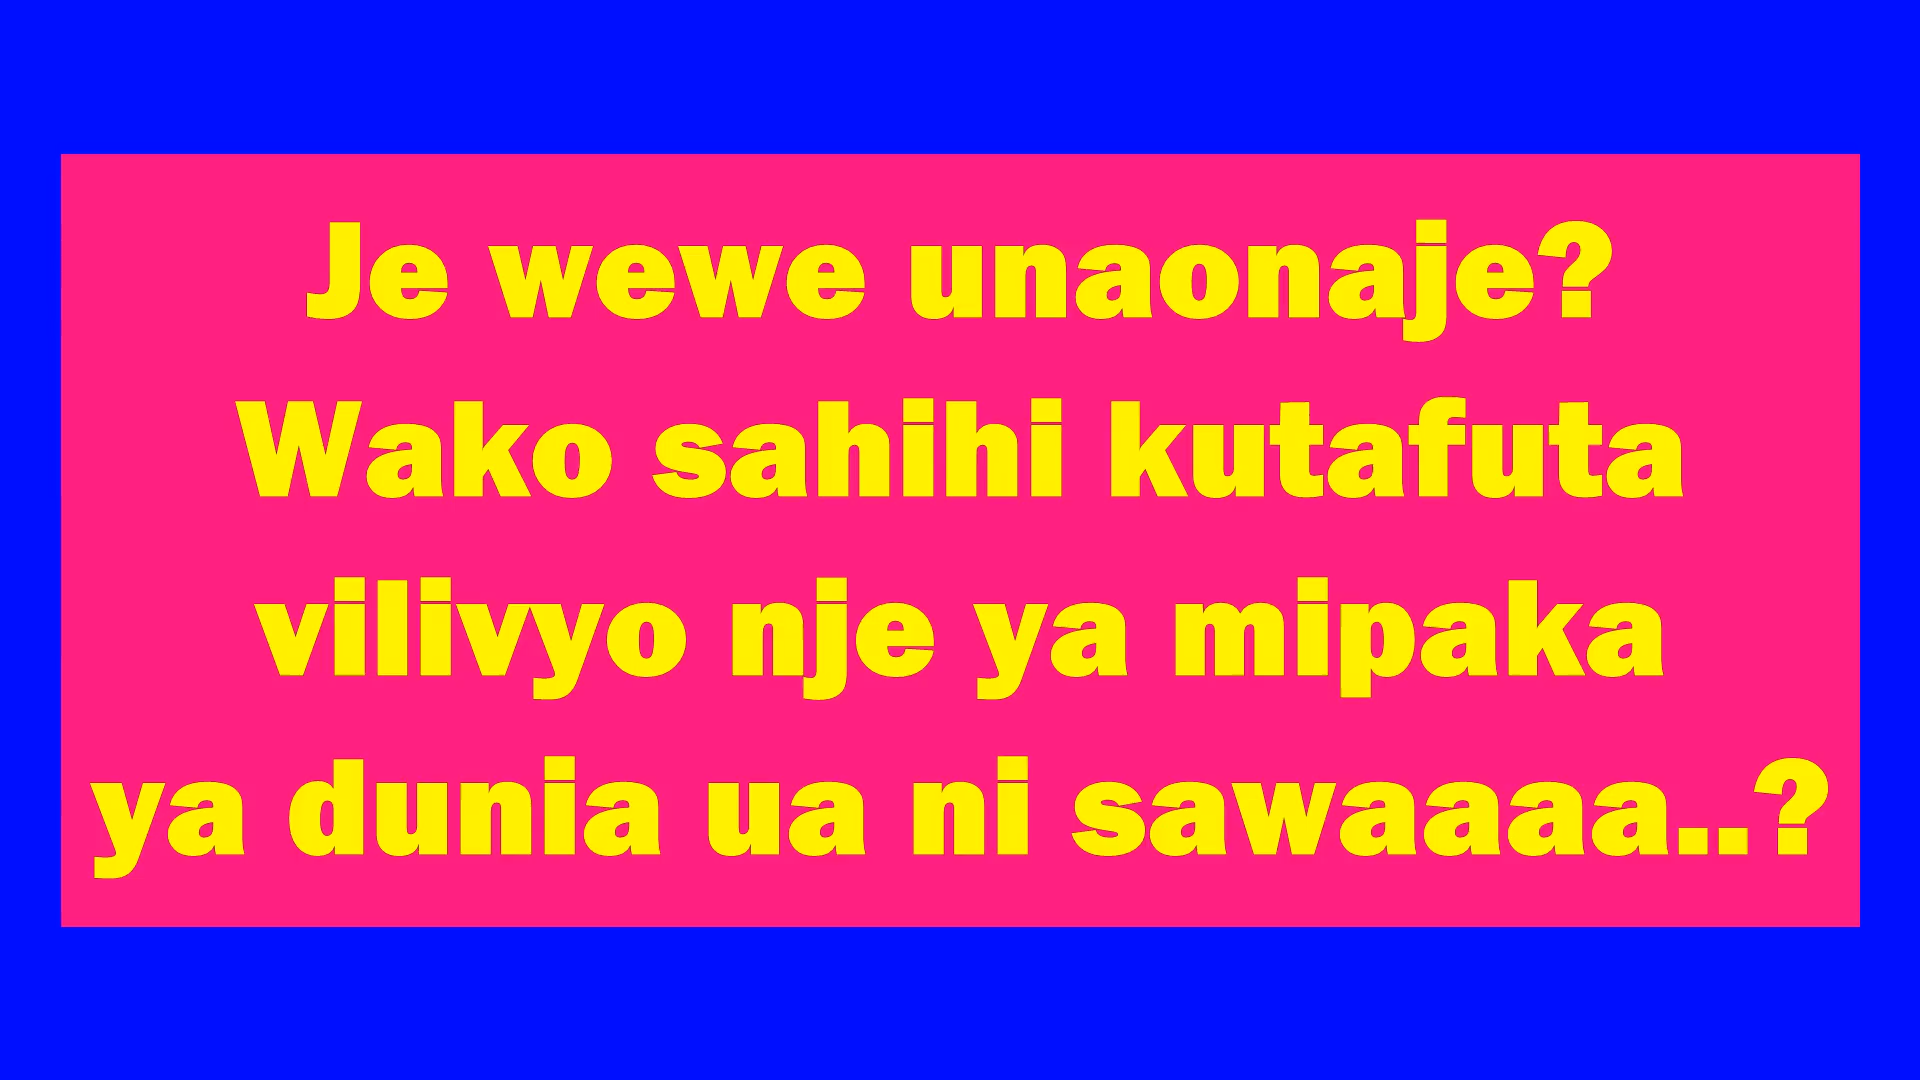 Je wewe unaonaje?
Wako sahihi kutafuta
vilivyo nje ya mipaka
ya dunia ua ni sawaaaa..?